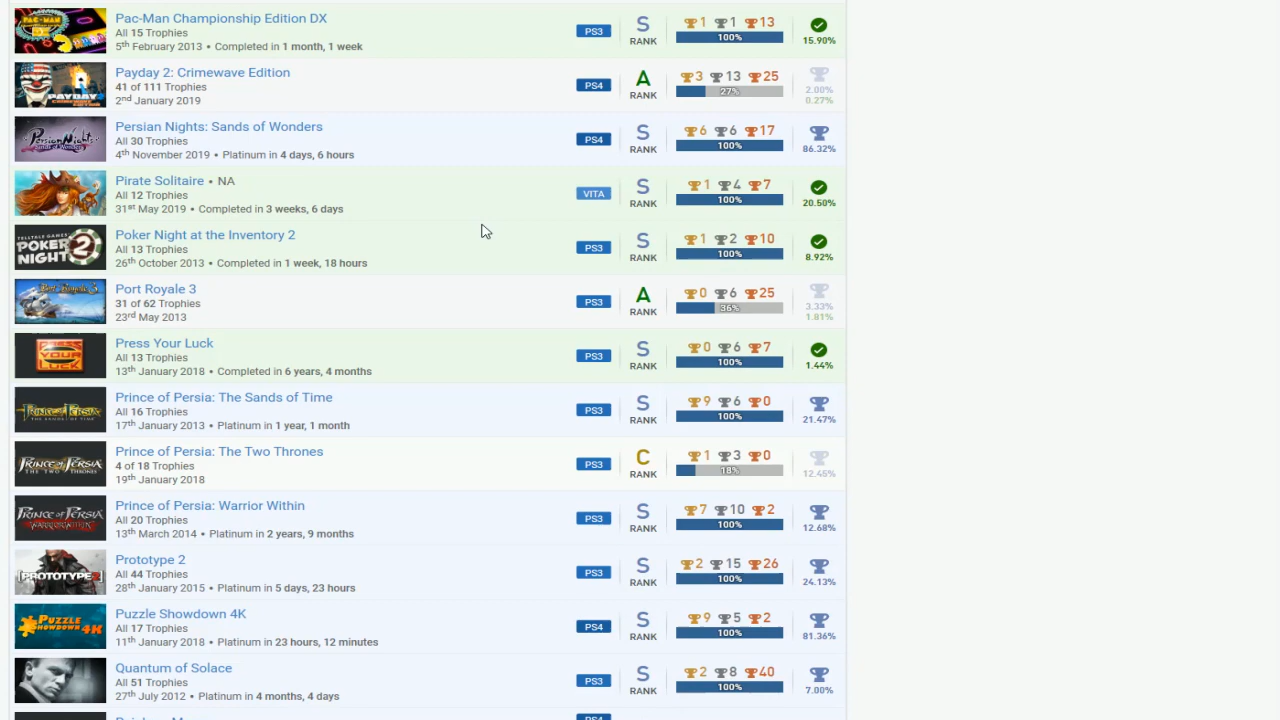 Pac-Man Championship Edition DX
All 15 Trophies
5th February 2013 • Completed in 1 month, 1 week
PS3
S
RANK
1 1 13
100%
15.90%
Payday 2: Crimewave Edition
41 of 111 Trophies
2nd January 2019
PS4
A
RANK
3 13 25
27%
2.00%
0.27%
Persian Nights: Sands of Wonders
All 30 Trophies
4th November 2019 • Platinum in 4 days, 6 hours
PS4
S
RANK
6 6 17
100%
86.32%
Pirate Solitaire • NA
All 12 Trophies
31st May 2019 • Completed in 3 weeks, 6 days
VITA
S
RANK
1 4 7
100%
20.50%
TELLTALE GAMES
POKER NIGHT 2
Poker Night at the Inventory 2
All 13 Trophies
26th October 2013 • Completed in 1 week, 18 hours
PS3
S
RANK
1 2 10
100%
8.92%
Port Royale 3
Port Royale 3
31 of 62 Trophies
23rd May 2013
PS3
A
RANK
0 6 25
36%
3.33%
1.81%
PRESS YOUR LUCK
Press Your Luck
All 13 Trophies
13th January 2018 • Completed in 6 years, 4 months
PS3
S
RANK
0 6 7
100%
1.44%
Prince of Persia: The Sands of Time
All 16 Trophies
17th January 2013 • Platinum in 1 year, 1 month
PS3
S
RANK
9 6 0
100%
21.47%
Prince of Persia: The Two Thrones
4 of 18 Trophies
19th January 2018
PS3
C
RANK
1 3 0
18%
12.45%
Prince of Persia: Warrior Within
All 20 Trophies
13th March 2014 • Platinum in 2 years, 9 months
PS3
S
RANK
7 10 2
100%
12.68%
[PROTOTYPE2]
Prototype 2
All 44 Trophies
28th January 2015 • Platinum in 5 days, 23 hours
PS3
S
RANK
2 15 26
100%
24.13%
PUZZLE SHOWDOWN 4K
Puzzle Showdown 4K
All 17 Trophies
11th January 2018 • Platinum in 23 hours, 12 minutes
PS4
S
RANK
9 5 2
100%
81.36%
Quantum of Solace
All 51 Trophies
27th July 2012 • Platinum in 4 months, 4 days
PS3
S
RANK
2 8 40
100%
7.00%
PS4